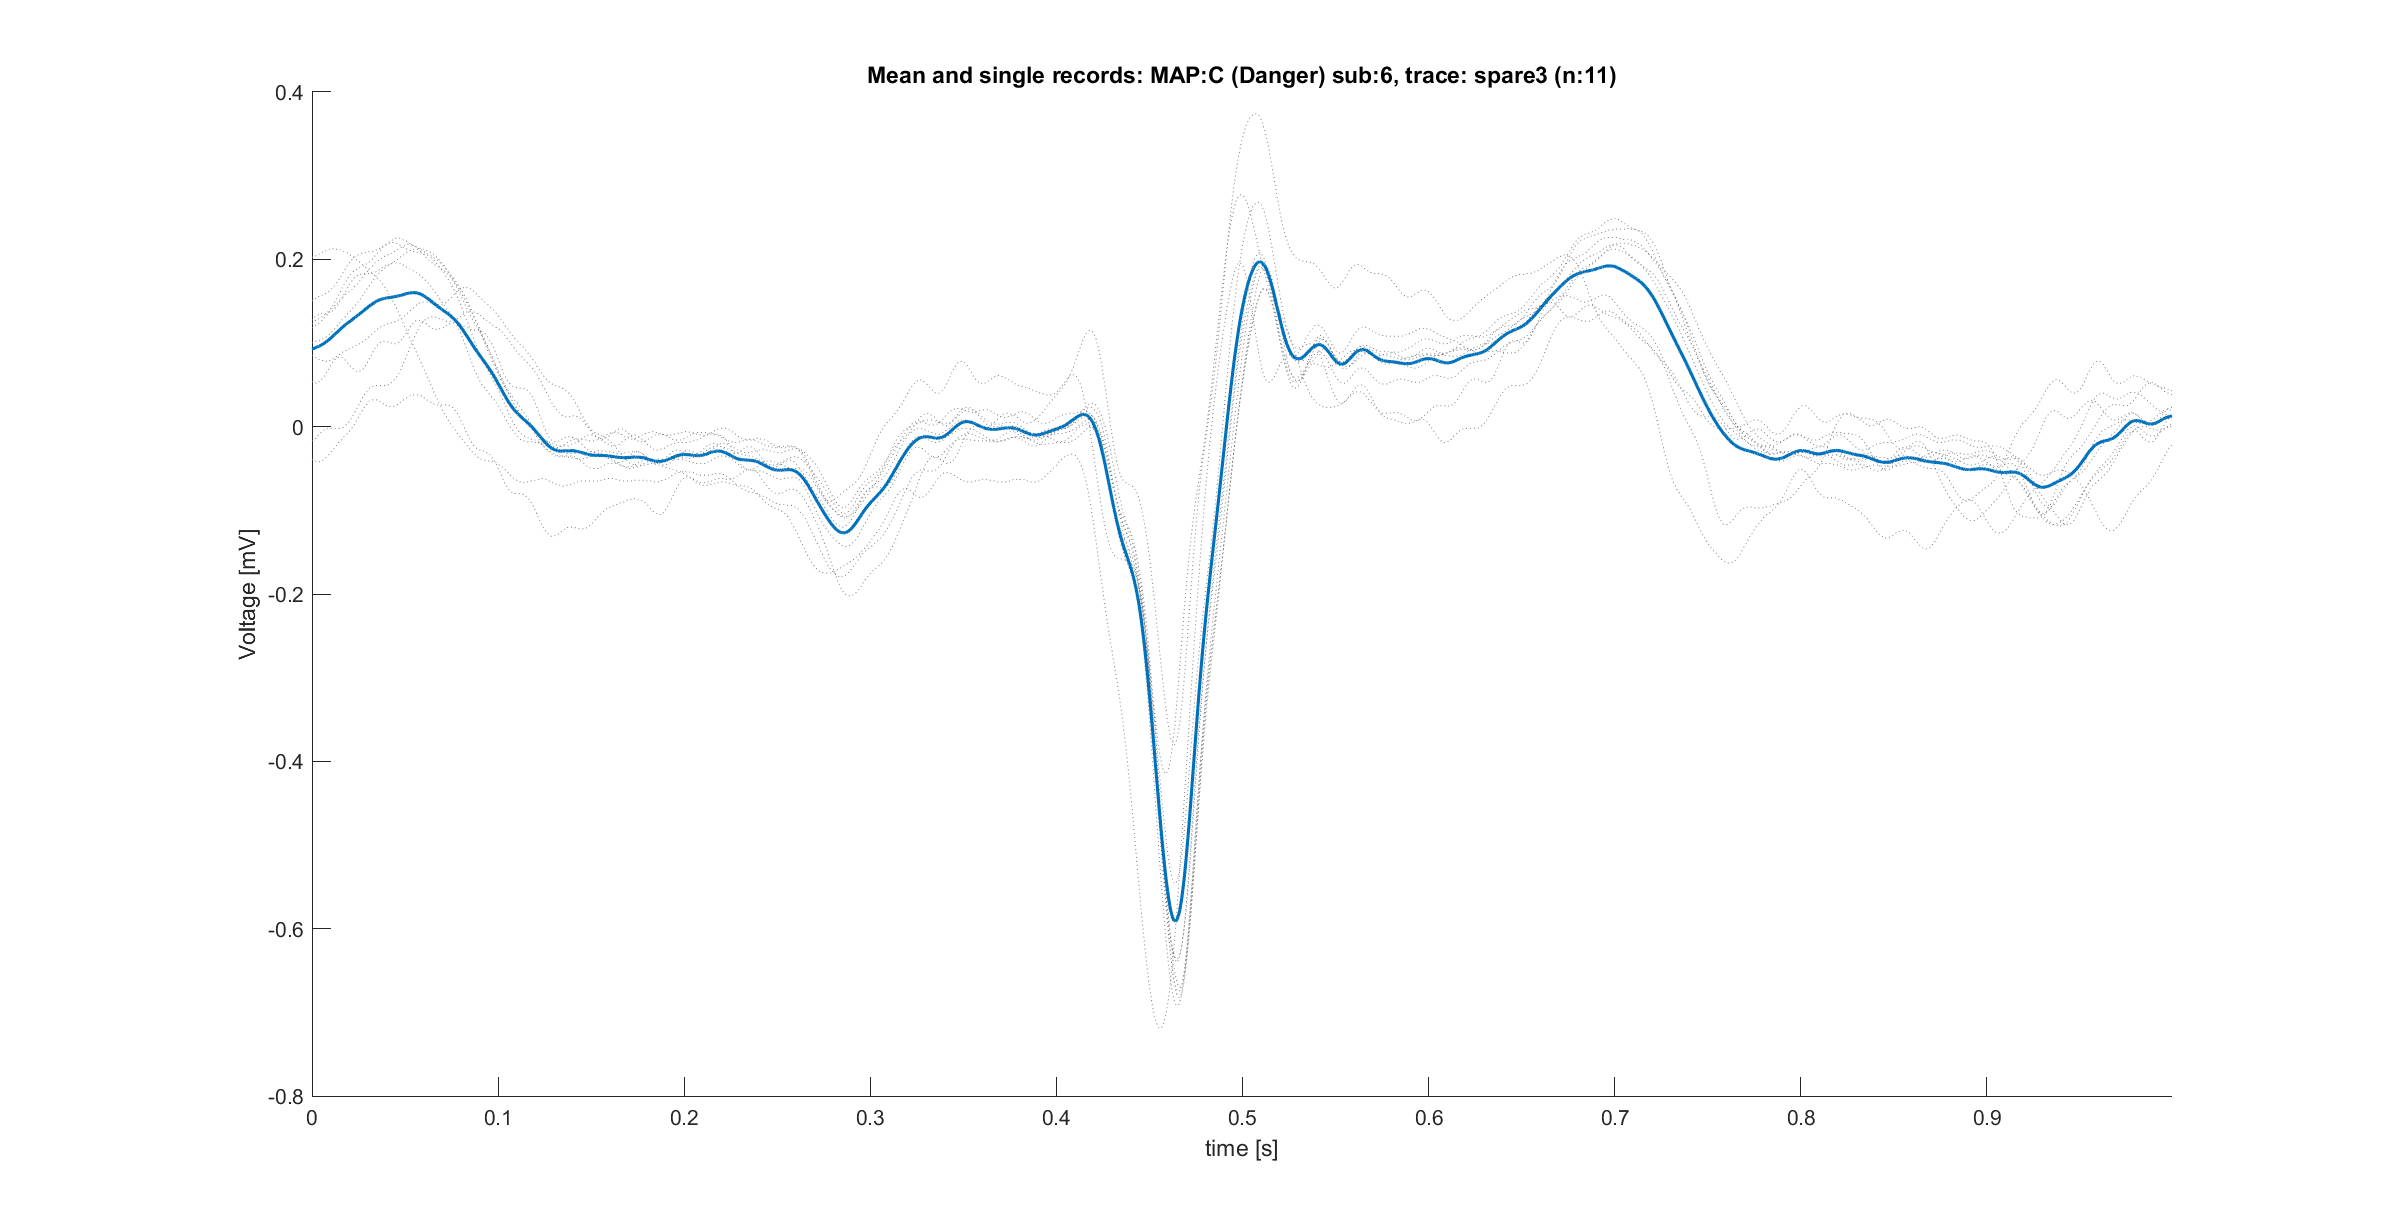 Mean and single records: MAP:C (Danger) sub:6, trace: spare3 (n:11)
0.4
0.2
0
-0.2
-0.4
-0.6
-0.8
Voltage [mV]
0 0.1 0.2 0.3 0.4 0.5 0.6 0.7 0.8 0.9
time [s]